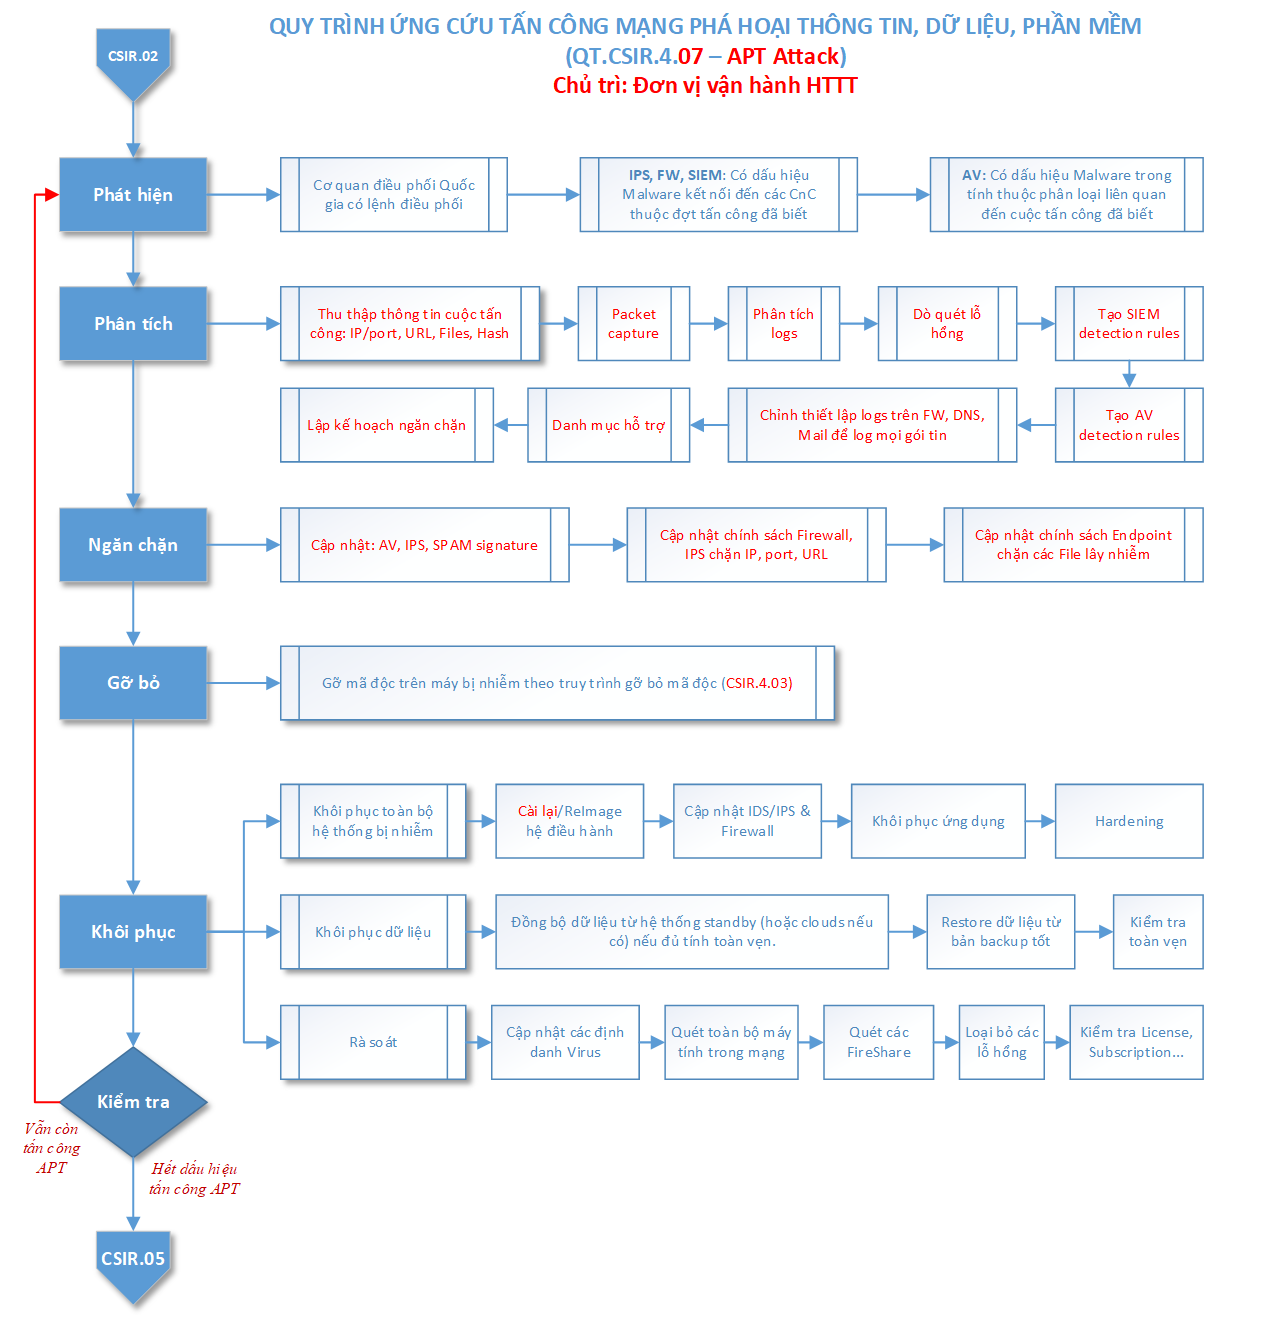 QUY TRÌNH ỨNG CỨU TẤN CÔNG MẠNG PHÁ HOẠI THÔNG TIN, DỮ LIỆU, PHẦN MỀM
(QT.CSIR.4.07 – APT Attack)
Chủ trì: Đơn vị vận hành HTTT
CSIR.02
Phát hiện
Cơ quan điều phối Quốc
gia có lệnh điều phối
IPS, FW, SIEM: Có dấu hiệu
Malware kết nối đến các CnC
thuộc đợt tấn công đã biết
AV: Có dấu hiệu Malware trong
tính thuộc phân loại liên quan
đến cuộc tấn công đã biết
Phân tích
Thu thập thông tin cuộc tấn
công: IP/port, URL, Files, Hash
Packet
capture
Phân tích
logs
Dò quét lỗ
hổng
Tạo SIEM
detection rules
Lập kế hoạch ngăn chặn
Danh mục hỗ trợ
Chỉnh thiết lập logs trên FW, DNS,
Mail để log mọi gói tin
Tạo AV
detection rules
Ngăn chặn
Cập nhật: AV, IPS, SPAM signature
Cập nhật chính sách Firewall,
IPS chặn IP, port, URL
Cập nhật chính sách Endpoint
chặn các File lây nhiễm
Gỡ bỏ
Gỡ mã độc trên máy bị nhiễm theo truy trình gỡ bỏ mã độc (CSIR.4.03)
Khôi phục toàn bộ
hệ thống bị nhiễm
Cài lại/ReImage
hệ điều hành
Cập nhật IDS/IPS &
Firewall
Khôi phục ứng dụng
Hardening
Khôi phục
Khôi phục dữ liệu
Đồng bộ dữ liệu từ hệ thống standby (hoặc clouds nếu
có) nếu đủ tính toàn vẹn.
Restore dữ liệu từ
bản backup tốt
Kiểm tra
toàn vẹn
Rà soát
Cập nhật các định
danh Virus
Quét toàn bộ máy
tính trong mạng
Quét các
FireShare
Loại bỏ các
lỗ hổng
Kiểm tra License,
Subscription...
Kiểm tra
Vẫn còn
tấn công
APT
Hết dấu hiệu
tấn công APT
CSIR.05